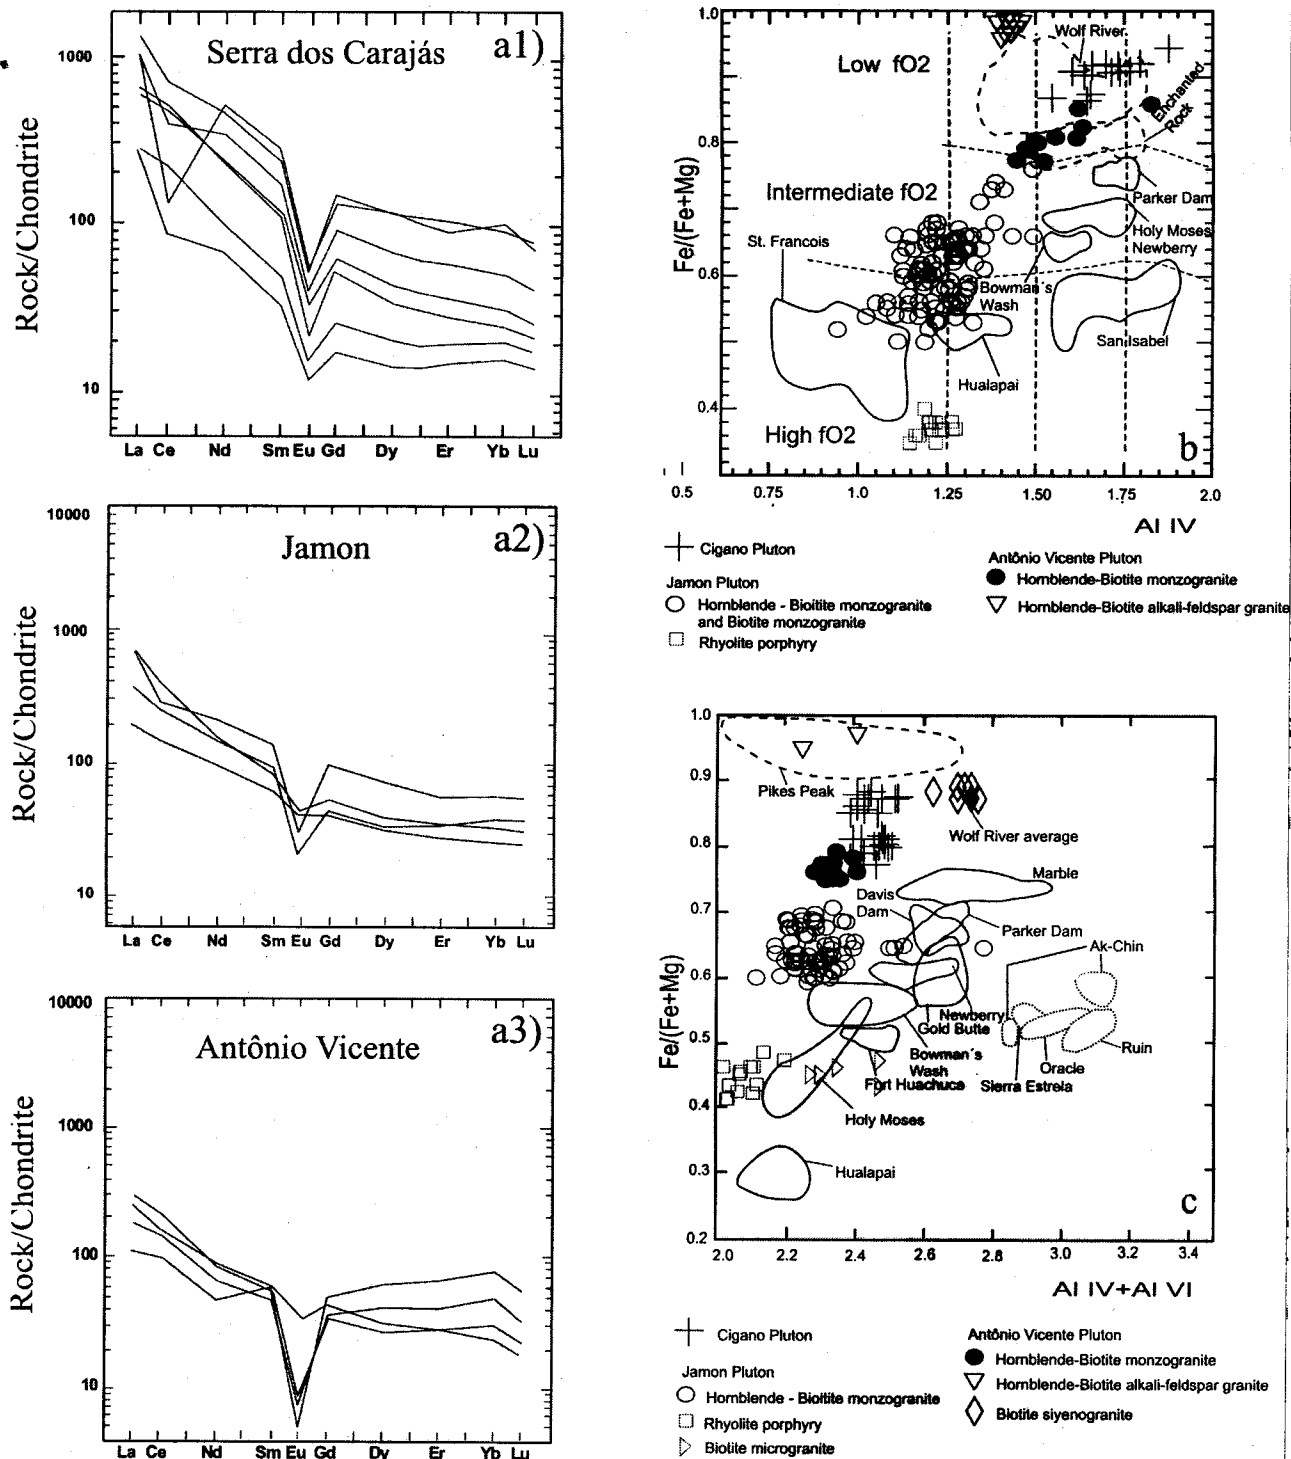 Serra dos Carajás
a1)
Rock/Chondrite
1000
100
10
La Ce Nd Sm Eu Gd Dy Er Yb Lu
Jamon
a2)
Rock/Chondrite
10000
1000
100
10
La Ce Nd Sm Eu Gd Dy Er Yb Lu
Antônio Vicente
a3)
Rock/Chondrite
10000
1000
100
10
La Ce Nd Sm Eu Gd Dy Er Yb Lu
Fe/(Fe+Mg)
1.0
0.8
0.6
0.4
Low fO2
Wolf River
Enchanted
Rock
Intermediate fO2
Parker Dam
St. Francois
Holy Moses
Newberry
Bowman´s
Wash
San Isabel
Hualapai
High fO2
b
0.5 0.75 1.0 1.25 1.50 1.75 2.0
Al IV
Cigano Pluton
Jamon Pluton
Hornblende - Bioitite monzogranite
and Biotite monzogranite
Rhyolite porphyry
Antônio Vicente Pluton
Hornblende-Biotite monzogranite
Hornblende-Biotite alkali-feldspar granite
Fe/(Fe+Mg)
1.0
0.9
0.8
0.7
0.6
0.5
0.4
0.3
0.2
Pikes Peak
Wolf River average
Marble
Davis
Dam
Parker Dam
Ak-Chin
Newberry
Gold Butte
Bowman´s
Wash
Ruin
Oracle
Fort Huachuca
Sierra Estrela
Holy Moses
Hualapai
c
2.0 2.2 2.4 2.6 2.8 3.0 3.2 3.4
Al IV+Al VI
Cigano Pluton
Jamon Pluton
Hornblende - Bioitite monzogranite
Rhyolite porphyry
Biotite microgranite
Antônio Vicente Pluton
Hornblende-Biotite monzogranite
Hornblende-Biotite alkali-feldspar granite
Biotite siyenogranite